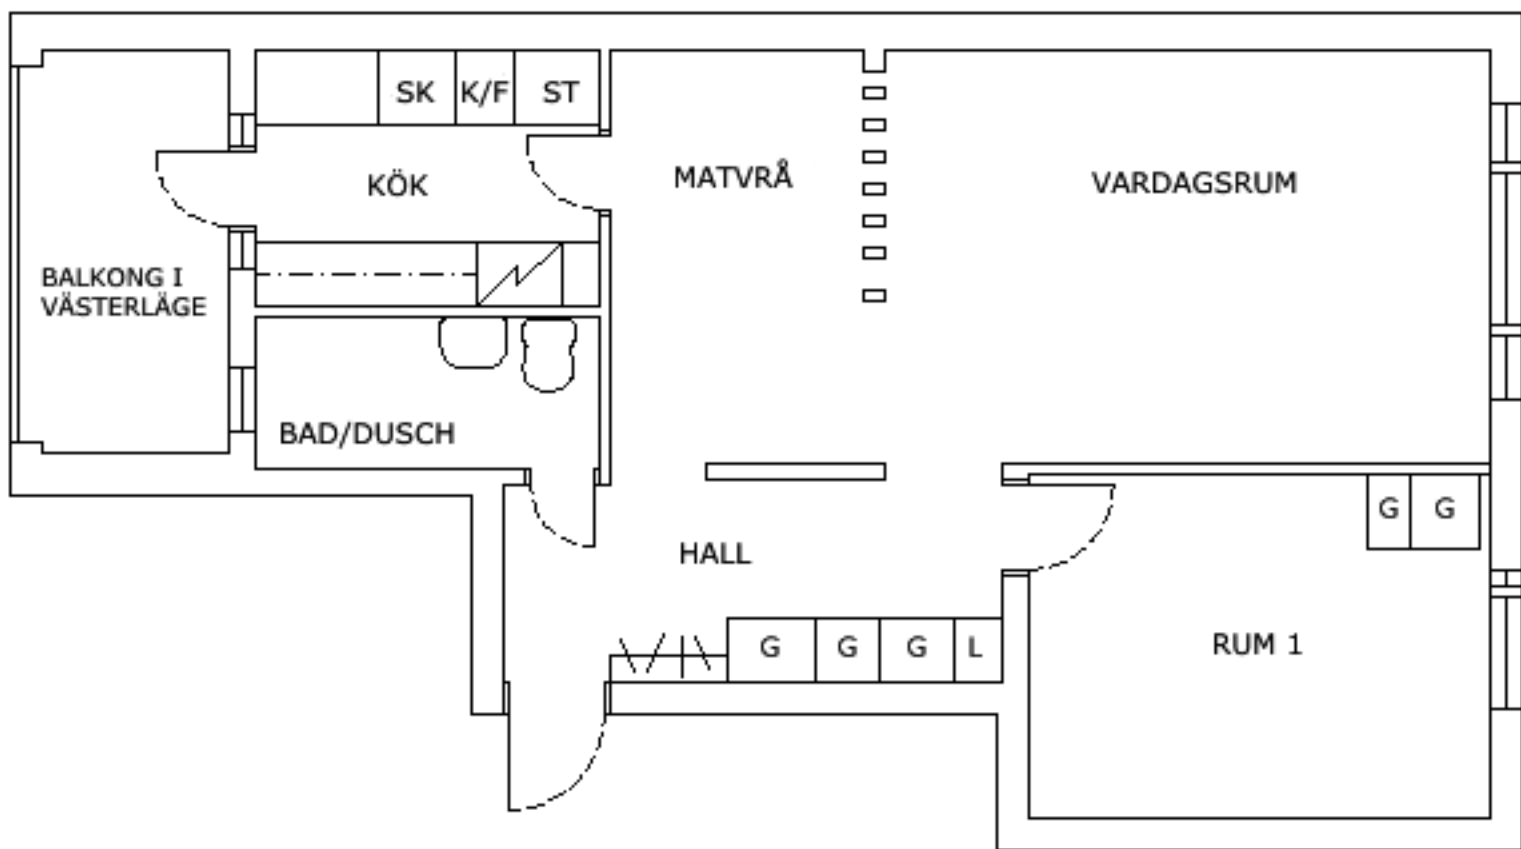 SK K/F ST
KÖK
MATVRÅ
VARDAGSRUM
BALKONG I
VÄSTERLÄGE
BAD/DUSCH
HALL
G G
G G G L
RUM 1